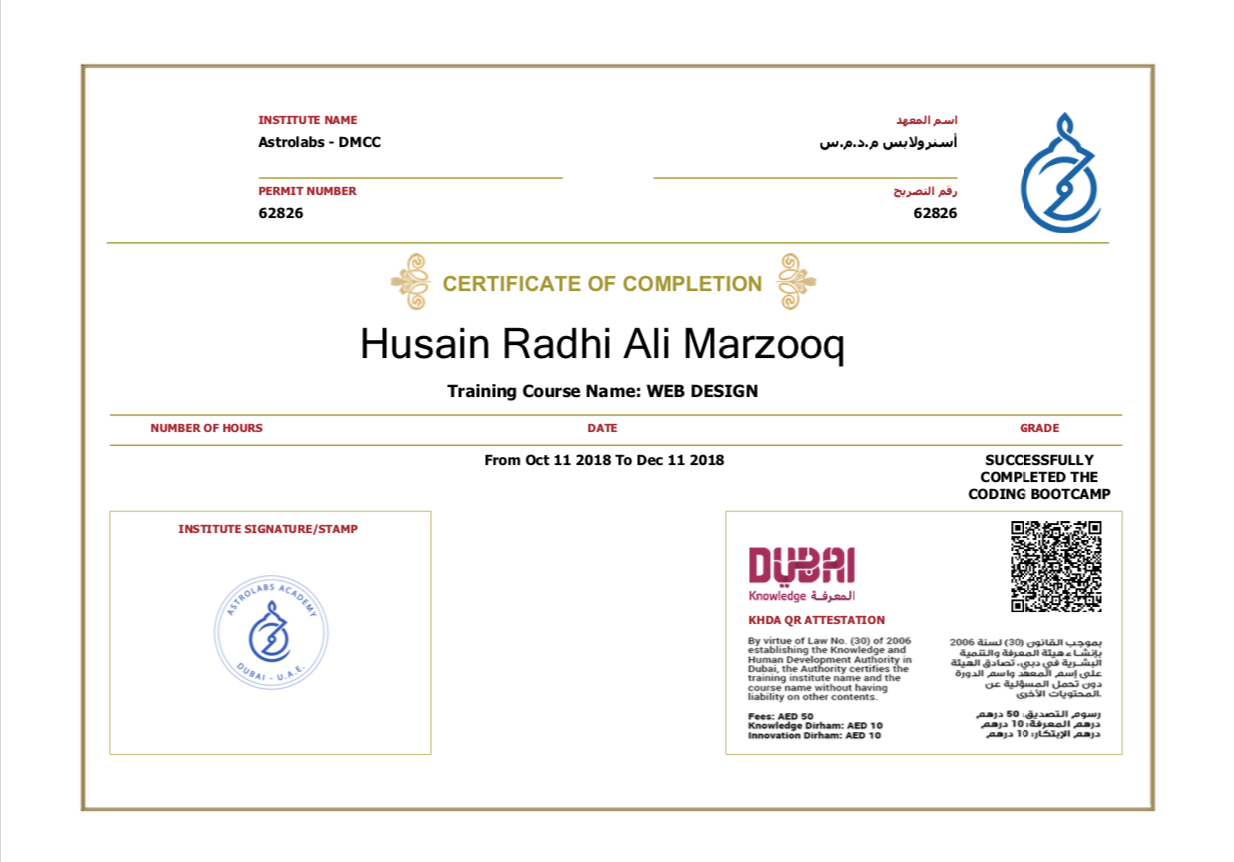 INSTITUTE NAME
Astrolabs - DMCC
اسم المعهد
أسترولابس م.د.م.س
PERMIT NUMBER
62826
رقم التصريح
62826
CERTIFICATE OF COMPLETION
Husain Radhi Ali Marzooq
Training Course Name: WEB DESIGN
NUMBER OF HOURS
DATE
GRADE
From Oct 11 2018 To Dec 11 2018
SUCCESSFULLY
COMPLETED THE
CODING BOOTCAMP
INSTITUTE SIGNATURE/STAMP
ASTROLABS ACADEMY
DUBAI - U.A.E.
DUBAI
Knowledge المعرفة
KHDA QR ATTESTATION
By virtue of Law No. (30) of 2006
establishing the Knowledge and
Human Development Authority in
Dubai, the Authority certifies the
training institute name and the
course name without having
liability on other contents.
Fees: AED 50
Knowledge Dirham: AED 10
Innovation Dirham: AED 10
بموجب القانون (30) لسنة 2006
بإنشاء هيئة المعرفة والتنمية
البشرية في دبي، تصادق الهيئة
على إسم المعهد واسم الدورة
دون تحمل المسؤلية عن
المحتويات الأخرى.
رسوم التصديق: 50 درهم
درهم المعرفة: 10 درهم
درهم الإبتكار: 10 درهم